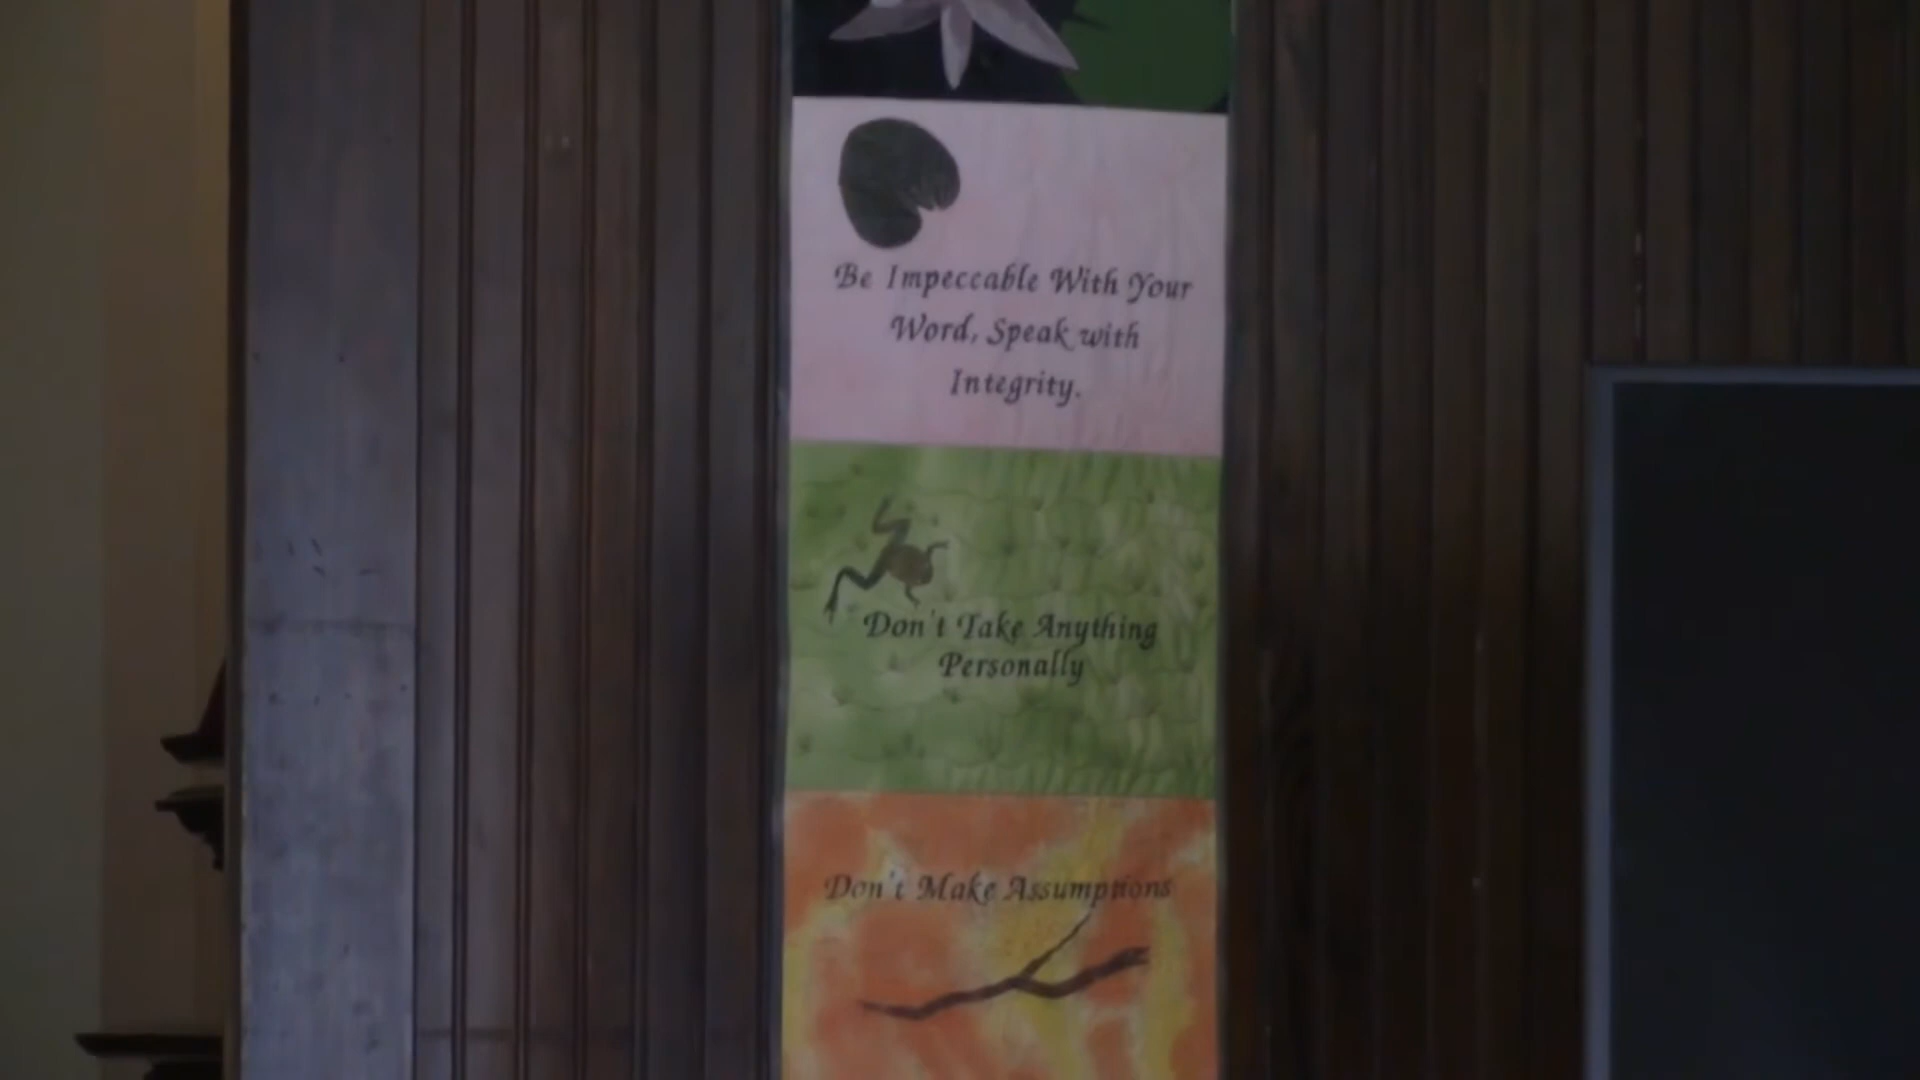 Be Impeccable With Your
Word, Speak with
Integrity.
Don't Take Anything
Personally
Don't Make Assumptions